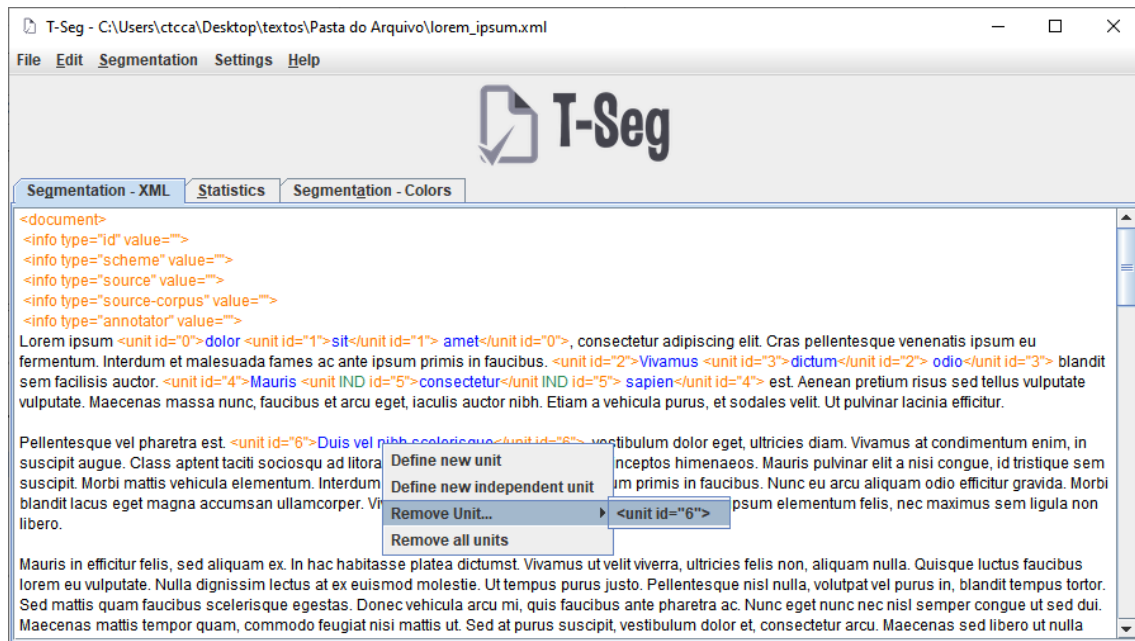 T-Seg - C:\Users\ctcca\Desktop\textos\Pasta do Arquivo\lorem_ipsum.xml
File Edit Segmentation Settings Help
T-Seg
Segmentation - XML Statistics Segmentation - Colors
<document>
<info type="id" value="">
<info type="scheme" value="">
<info type="source" value="">
<info type="source-corpus" value="">
<info type="annotator" value="">
Lorem ipsum <unit id="0">dolor <unit id="1">sit</unit id="1"> amet</unit id="0">, consectetur adipiscing elit. Cras pellentesque venenatis ipsum eu
fermentum. Interdum et malesuada fames ac ante ipsum primis in faucibus. <unit id="2">Vivamus <unit id="3">dictum</unit id="2"> odio</unit id="3"> blandit
sem facilisis auctor. <unit id="4">Mauris <unit IND id="5">consectetur</unit IND id="5"> sapien</unit id="4"> est. Aenean pretium risus sed tellus vulputate
vulputate. Maecenas massa nunc, faucibus et arcu eget, iaculis auctor nibh. Etiam a vehicula purus, et sodales velit. Ut pulvinar lacinia efficitur.
Pellentesque vel pharetra est. <unit id="6">Duis vel nibh scelerisque</unit id="6"> vestibulum dolor eget, ultricies diam. Vivamus at condimentum enim, in
suscipit augue. Class aptent taciti sociosqu ad litora inceptos himenaeos. Mauris pulvinar elit a nisi congue, id tristique sem
suscipit. Morbi mattis vehicula elementum. Interdum um primis in faucibus. Nunc eu arcu aliquam odio efficitur gravida. Morbi
blandit lacus eget magna accumsan ullamcorper. Vi psum elementum felis, nec maximus sem ligula non
libero.
Define new unit
Define new independent unit
Remove Unit... <unit id="6">
Remove all units
Mauris in efficitur felis, sed aliquam ex. In hac habitasse platea dictumst. Vivamus ut velit viverra, ultricies felis non, aliquam nulla. Quisque luctus faucibus
lorem eu vulputate. Nulla dignissim lectus at ex euismod molestie. Ut tempus purus justo. Pellentesque nisl nulla, volutpat vel purus in, blandit tempus tortor.
Sed mattis quam faucibus scelerisque egestas. Donec vehicula arcu mi, quis faucibus ante pharetra ac. Nunc eget nunc nec nisl semper congue ut sed dui.
Maecenas mattis tempor quam, commodo feugiat nisi mattis ut. Sed at purus suscipit, vestibulum dolor et, consectetur arcu. Maecenas sed libero ut nulla